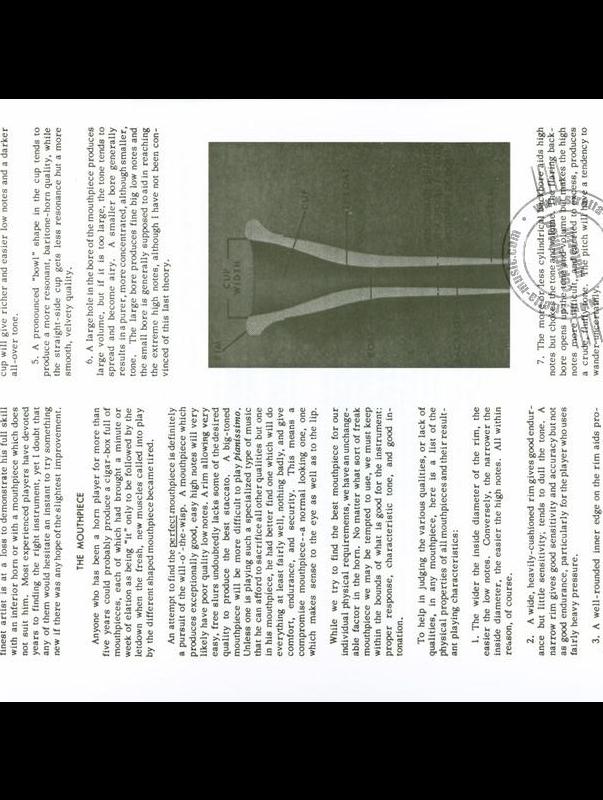 finest artist is at a loss to demonstrate his full skill
with an inferior horn or with a mouthpiece which does
not suit him. Most experienced players have devoted
years to finding the right instrument, yet I doubt that
any of them would hesitate an instant to try something
new if there was any hope of the slightest improvement.
THE MOUTHPIECE
Anyone who has been a horn player for more than
five years could probably produce a cigar-box full of
mouthpieces, each of which had brought a minute or
week of elation as being "it" only to be followed by the
letdown when the fresh, new muscles called into play
by the different shaped mouthpiece became tired.
An attempt to find the perfect mouthpiece is definitely
a pursuit of the will-o'-the-wisp. A mouthpiece which
produces exceptionally good, easy high notes will very
likely have poor quality low notes. A rim allowing very
easy, free slurs undoubtedly lacks some of the desired
quality to produce the best staccato. A big-toned
mouthpiece will be more difficult to play pianissimo.
Unless one is playing such a specialized type of music
that he can afford to sacrifice all other qualities but one
in his mouthpiece, he had better find one which will do
everything at least fairly well, nothing badly, and give
comfort, endurance, and security. This means a
compromise mouthpiece--a normal looking one, one
which makes sense to the eye as well as to the lip.
While we try to find the best mouthpiece for our
individual physical requirements, we have an unchange-
able factor in the horn. No matter what sort of freak
mouthpiece we may be tempted to use, we must keep
within the bounds of what is good for the instrument:
proper response, characteristic tone, and good in-
tonation.
To help in judging the various qualities, or lack of
qualities, in any mouthpiece, here is a list of the
physical properties of all mouthpieces and their result-
ant playing characteristics:
1. The wider the inside diameter of the rim, the
easier the low notes. Conversely, the narrower the
inside diameter, the easier the high notes. All within
reason, of course.
2. A wide, heavily-cushioned rim gives good endur-
ance but little sensitivity, tends to dull the tone. A
narrow rim gives good sensitivity and accuracy but not
as good endurance, particularly for the player who uses
fairly heavy pressure.
3. A well-rounded inner edge on the rim aids pro-
cup will give richer and easier low notes and a darker
all-over tone.
5. A pronounced "bowl" shape in the cup tends to
produce a more resonant, baritone-horn quality, while
the straight-side cup gets less resonance but a more
smooth, velvety quality.
6. A large hole in the bore of the mouthpiece produces
large volume, but if it is too large, the tone tends to
spread and become airy. A smaller bore generally
results in a purer, more concentrated, although smaller,
tone. The large bore produces fine big low notes and
the small bore is generally supposed to aid in reaching
the extreme high notes, although I have not been con-
vinced of this last theory.
CUP
WIDTH
7. The more or less cylindrical backbore aids high
notes but chokes the tone and volume. The flaring back-
bore opens up the tone and volume but makes the high
notes more difficult, and carried to excess, produces
a crude, fluffy tone. The pitch will have a tendency to
wander uncertainly.